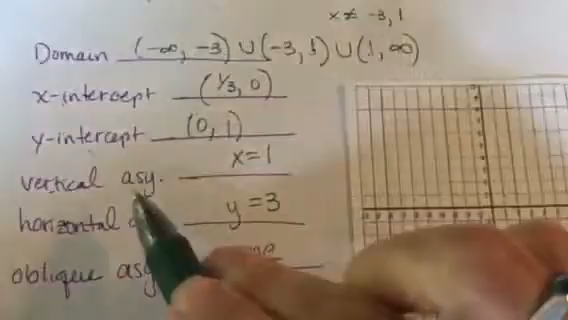 x ≠ -3, 1
Domain (-∞, -3) ∪ (-3, 1) ∪ (1, ∞)
x-intercept (1/3, 0)
y-intercept (0, 1)
vertical asy. x=1
horizontal y = 3
oblique asy